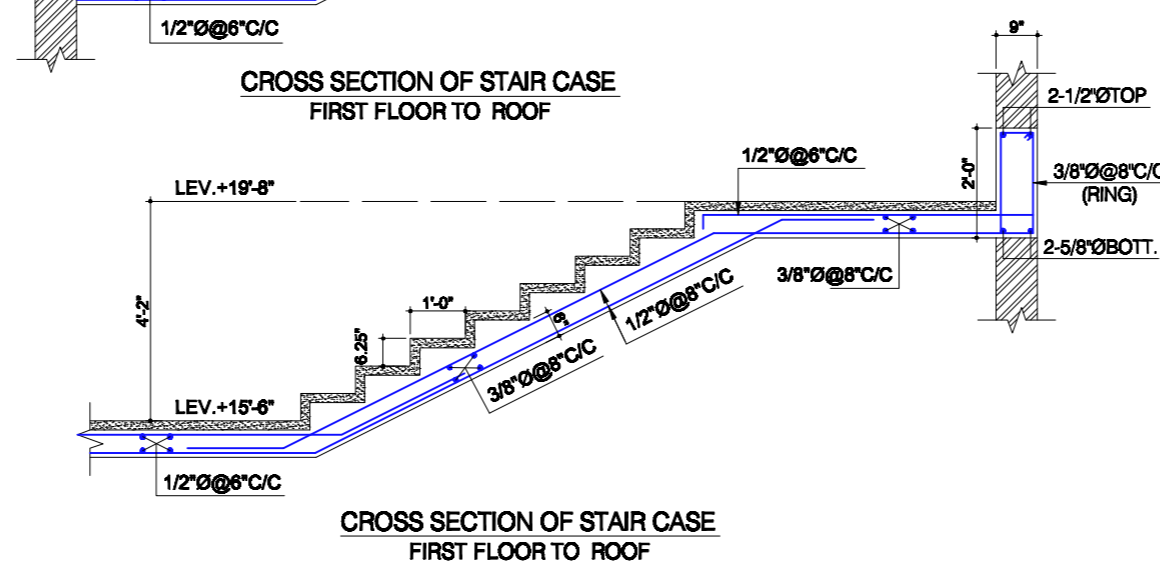 1/2"Ø@6"C/C
CROSS SECTION OF STAIR CASE
FIRST FLOOR TO ROOF
9"
2-1/2"ØTOP
1/2"Ø@6"C/C
2'-0"
3/8"Ø@8"C/C
(RING)
LEV.+19'-8"
2-5/8"ØBOTT.
3/8"Ø@8"C/C
4'-2"
1'-0"
6.25"
6"
1/2"Ø@8"C/C
3/8"Ø@8"C/C
LEV.+15'-6"
1/2"Ø@6"C/C
CROSS SECTION OF STAIR CASE
FIRST FLOOR TO ROOF